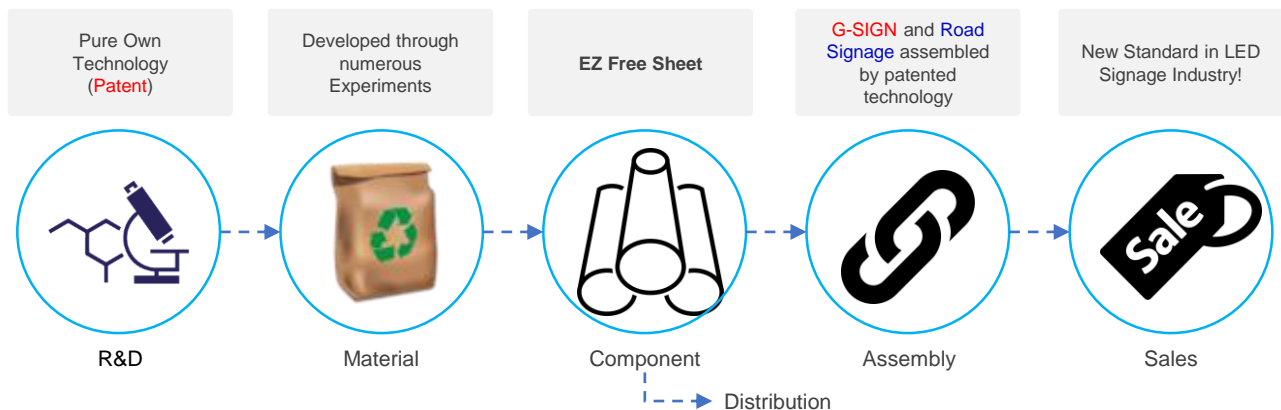 Pure Own
Technology
(Patent)
Developed through
numerous
Experiments
EZ Free Sheet
G-SIGN and Road
Signage assembled
by patented
technology
New Standard in LED
Signage Industry!
Sale
R&D
Material
Component
Assembly
Sales
Distribution